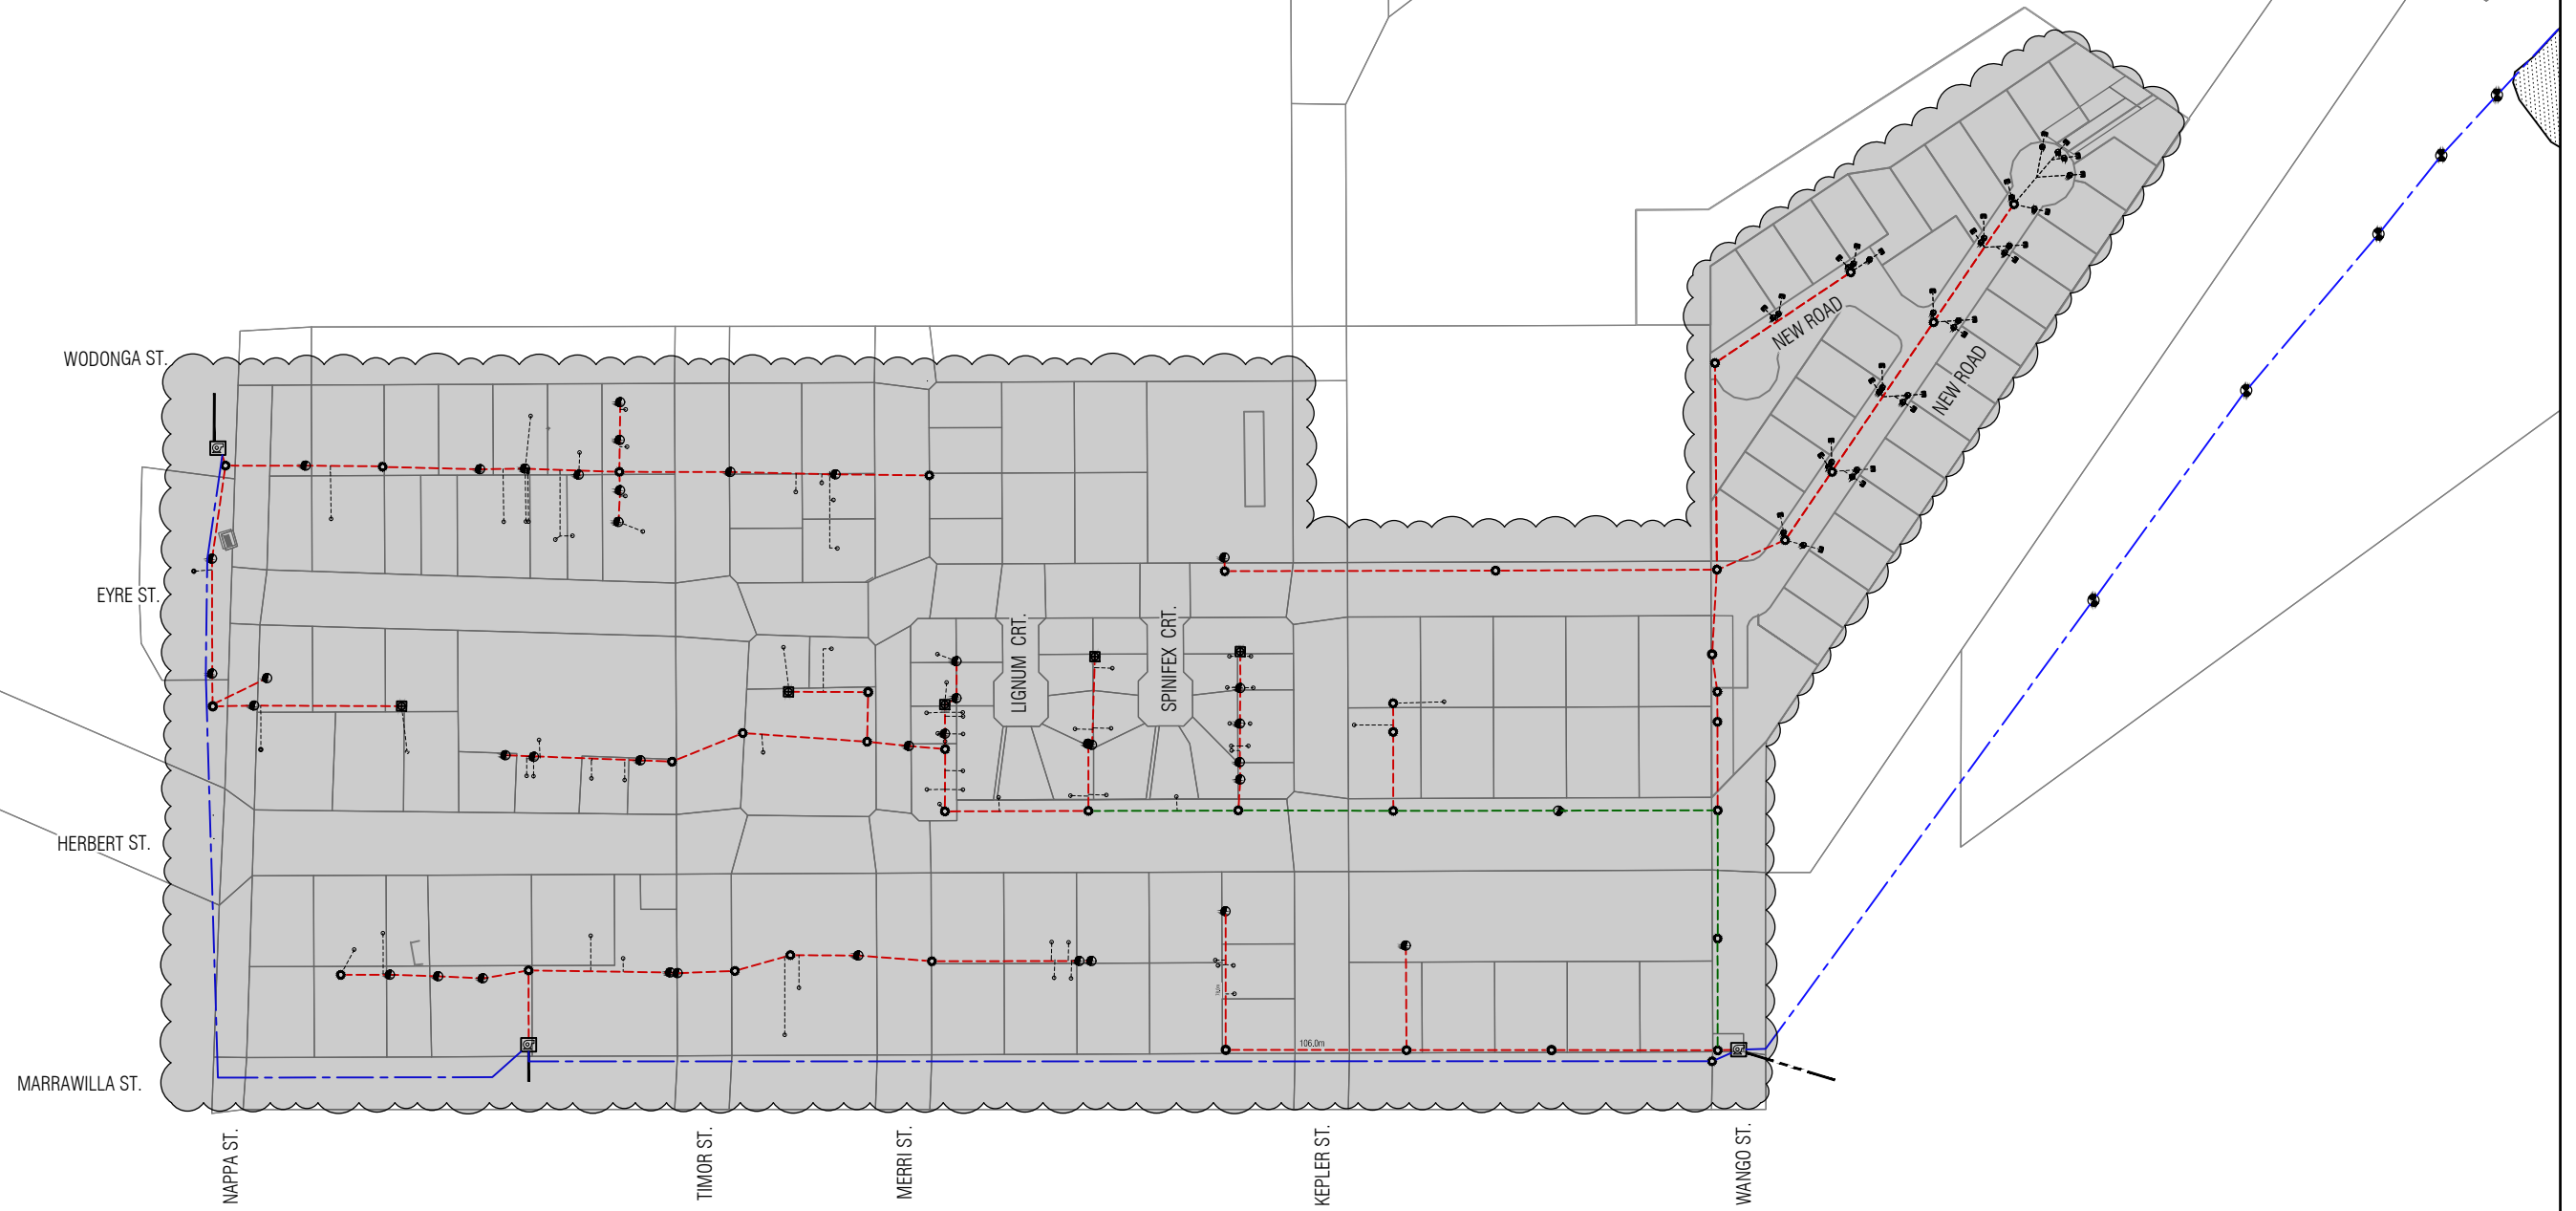 NEW ROAD
WODONGA ST.
NEW ROAD
EYRE ST.
LIGNUM CRT.
SPINIFEX CRT.
HERBERT ST.
106.0m
MARRAWILLA ST.
NAPPA ST.
TIMOR ST.
MERRI ST.
KEPLER ST.
WANGO ST.